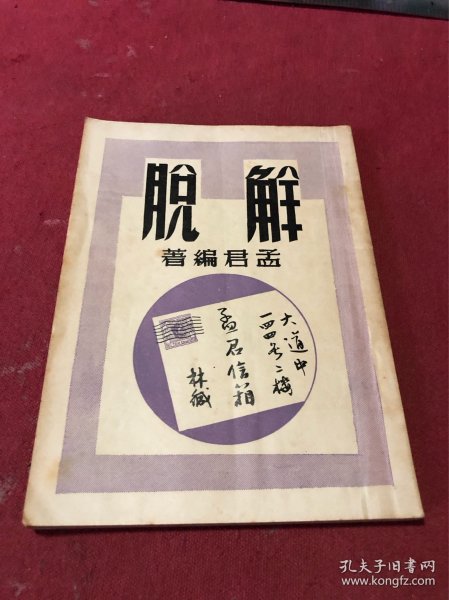 解脫
孟君編著
大道中
一四四号二樓
孟君信箱
林緘
孔夫子旧书网
www.kongfz.com